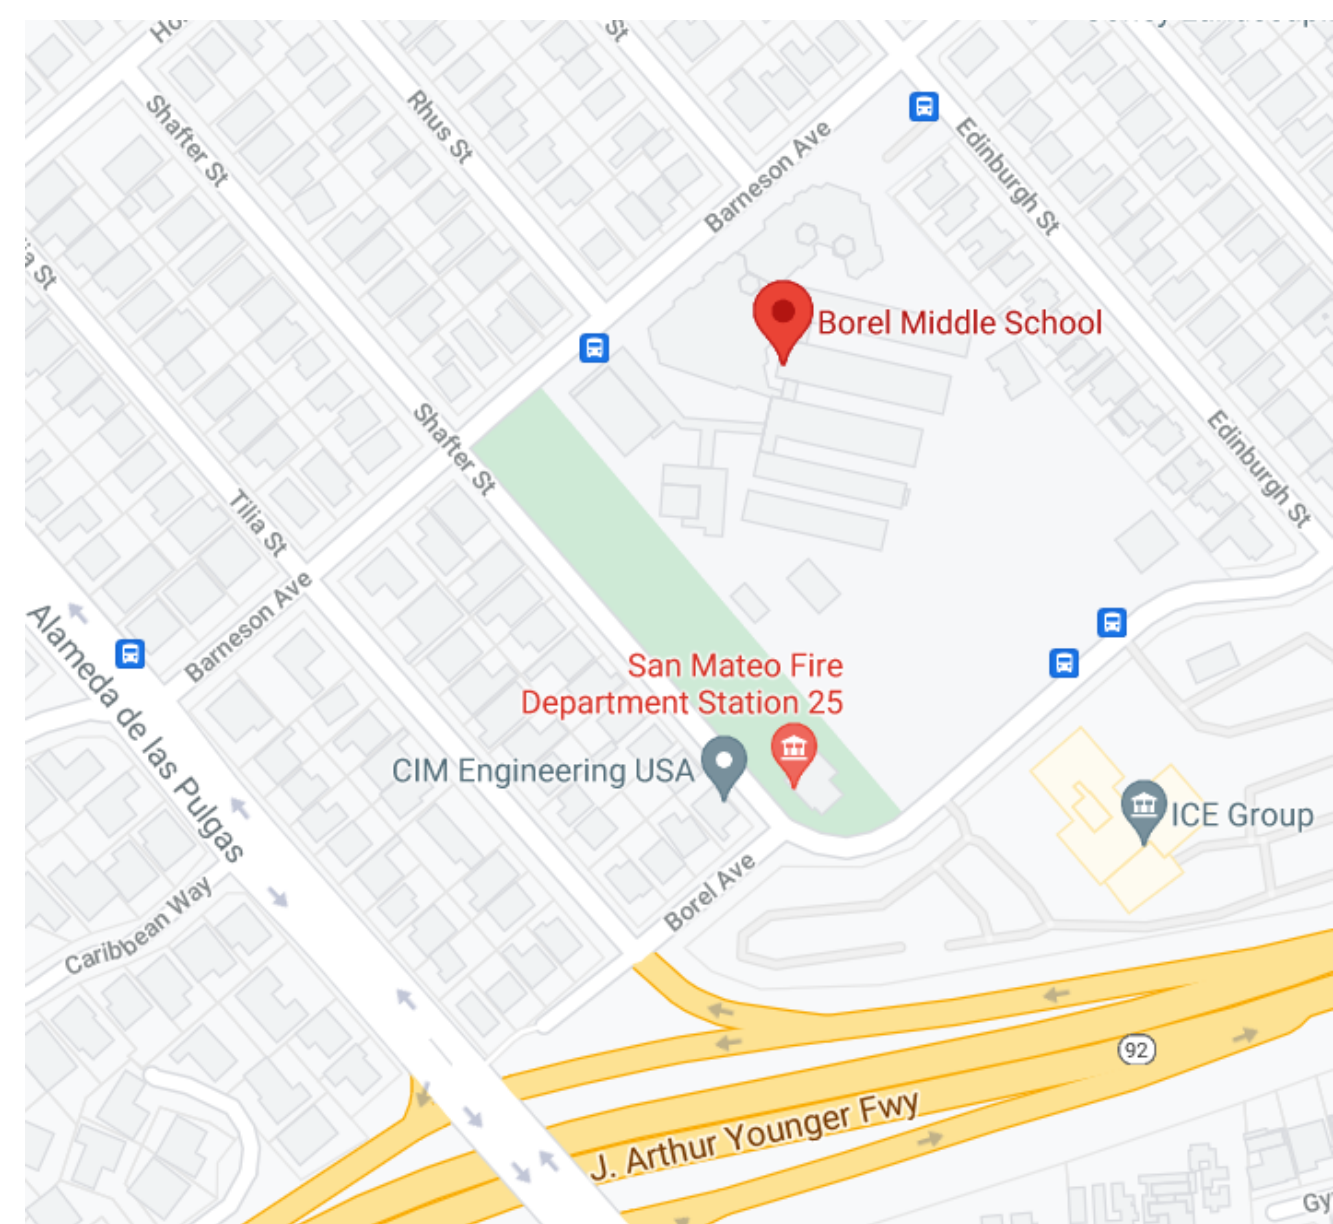 St
Shafter St
Rhus St
Barneson Ave
Edinburgh St
Borel Middle School
Shafter St
Edinburgh St
Tilia St
Barneson Ave
Alameda de las Pulgas
San Mateo Fire
Department Station 25
CIM Engineering USA
ICE Group
Borel Ave
Caribbean Way
92
J. Arthur Younger Fwy